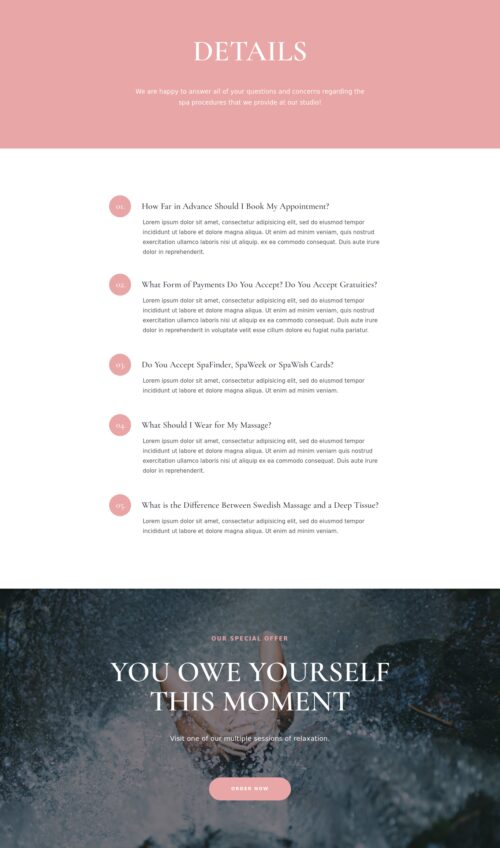 DETAILS
We are happy to answer all of your questions and concerns regarding the
spa procedures that we provide at our studio!
01.
How Far in Advance Should I Book My Appointment?
Lorem ipsum dolor sit amet, consectetur adipisicing elit, sed do eiusmod tempor
incididunt ut labore et dolore magna aliqua. Ut enim ad minim veniam, quis nostrud
exercitation ullamco laboris nisi ut aliquip. ex ea commodo consequat. Duis aute irure
dolor in reprehenderit.
02.
What Form of Payments Do You Accept? Do You Accept Gratuities?
Lorem ipsum dolor sit amet, consectetur adipisicing elit, sed do eiusmod tempor
incididunt ut labore et dolore magna aliqua. Ut enim ad minim veniam, quis nostrud
exercitation ullamco laboris nisi ut aliquip ex ea commodo consequat. Duis aute irure
dolor in reprehenderit in voluptate velit esse cillum dolore eu fugiat nulla pariatur.
03.
Do You Accept SpaFinder, SpaWeek or SpaWish Cards?
Lorem ipsum dolor sit amet, consectetur adipisicing elit, sed do eiusmod tempor
incididunt ut labore et dolore magna aliqua. Ut enim ad minim veniam.
04.
What Should I Wear for My Massage?
Lorem ipsum dolor sit amet, consectetur adipisicing elit, sed do eiusmod tempor
incididunt ut labore et dolore magna aliqua. Ut enim ad minim veniam quis nostrud
exercitation ullamco laboris nisi ut aliquip ex ea commodo consequat. Duis aute irure
dolor in reprehenderit.
05.
What is the Difference Between Swedish Massage and a Deep Tissue?
Lorem ipsum dolor sit amet, consectetur adipisicing elit, sed do eiusmod tempor
incididunt ut labore et dolore magna aliqua. Ut enim ad minim veniam.
OUR SPECIAL OFFER
YOU OWE YOURSELF
THIS MOMENT
Visit one of our multiple sessions of relaxation.
ORDER NOW